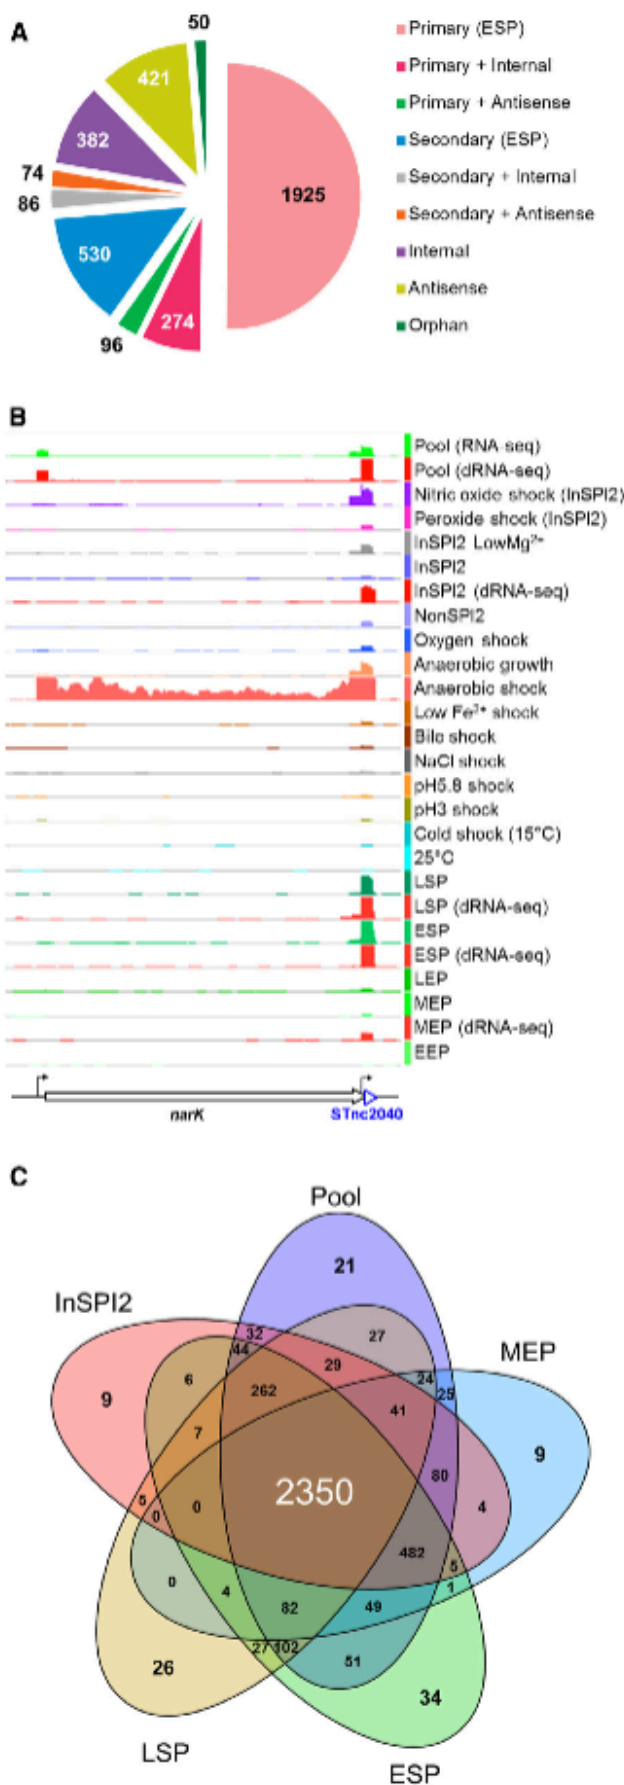 A
50
421
382
74
86
530
96
274
1925
Primary (ESP)
Primary + Internal
Primary + Antisense
Secondary (ESP)
Secondary + Internal
Secondary + Antisense
Internal
Antisense
Orphan
B
Pool (RNA-seq)
Pool (dRNA-seq)
Nitric oxide shock (InSPI2)
Peroxide shock (InSPI2)
InSPI2 LowMg²⁺
InSPI2
InSPI2 (dRNA-seq)
NonSPI2
Oxygen shock
Anaerobic growth
Anaerobic shock
Low Fe²⁺ shock
Bile shock
NaCl shock
pH5.8 shock
pH3 shock
Cold shock (15°C)
25°C
LSP
LSP (dRNA-seq)
ESP
ESP (dRNA-seq)
LEP
MEP
MEP (dRNA-seq)
EEP
narK
STnc2040
C
Pool
InSPI2
MEP
LSP
ESP
21
32
27
44
29
24
25
6
262
41
9
9
7
80
2350
4
5
0
0
482
5
1
0
4
82
49
27
102
51
26
34